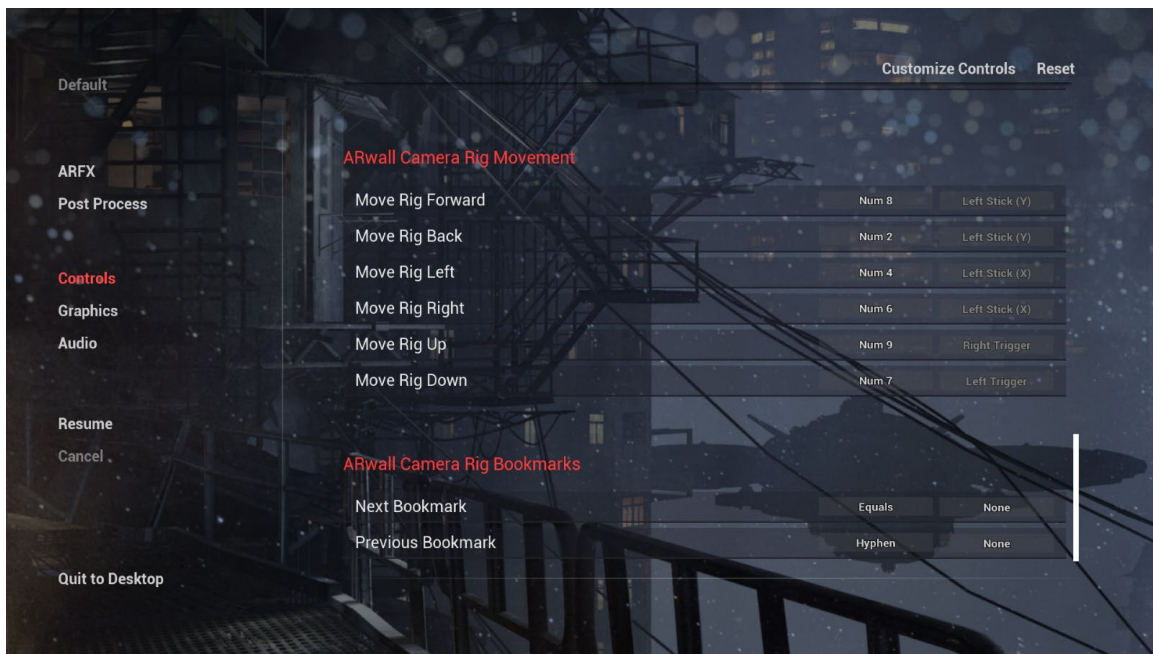 Customize Controls Reset
Default
ARFX
Post Process
Controls
Graphics
Audio
Resume
Cancel
Quit to Desktop
ARwall Camera Rig Movement
Move Rig Forward Num 8 Left Stick (Y)
Move Rig Back Num 2 Left Stick (Y)
Move Rig Left Num 4 Left Stick (X)
Move Rig Right Num 6 Left Stick (X)
Move Rig Up Num 9 Right Trigger
Move Rig Down Num 7 Left Trigger
ARwall Camera Rig Bookmarks
Next Bookmark Equals None
Previous Bookmark Hyphen None